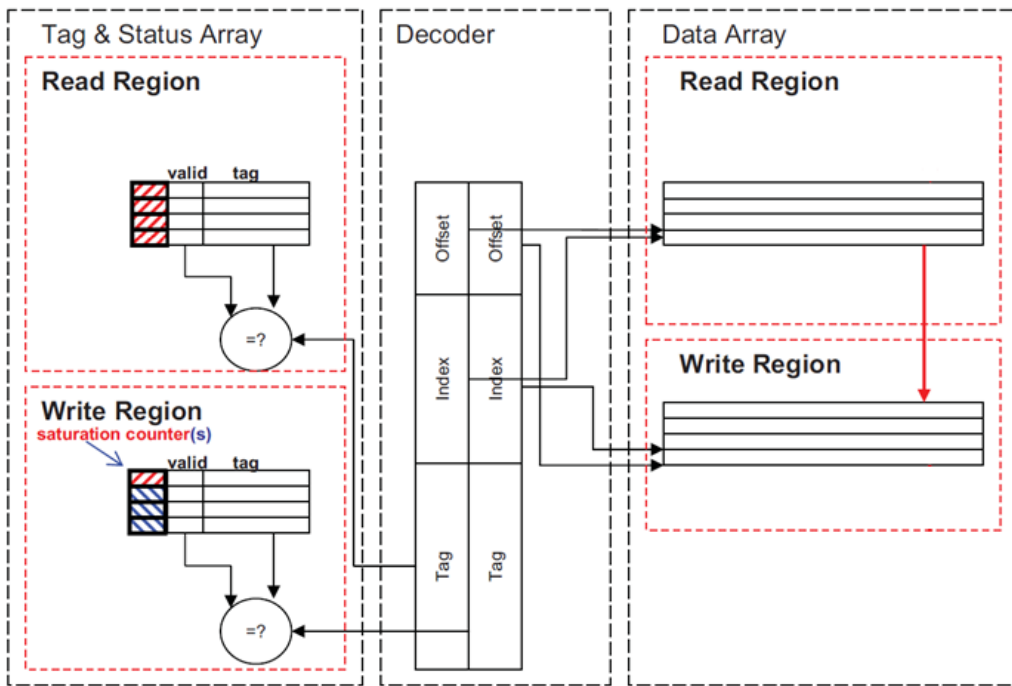 Tag & Status Array
Read Region
valid tag
=?
Write Region
saturation counter(s)
valid tag
=?
Decoder
Offset Offset
Index Index
Tag Tag
Data Array
Read Region
Write Region